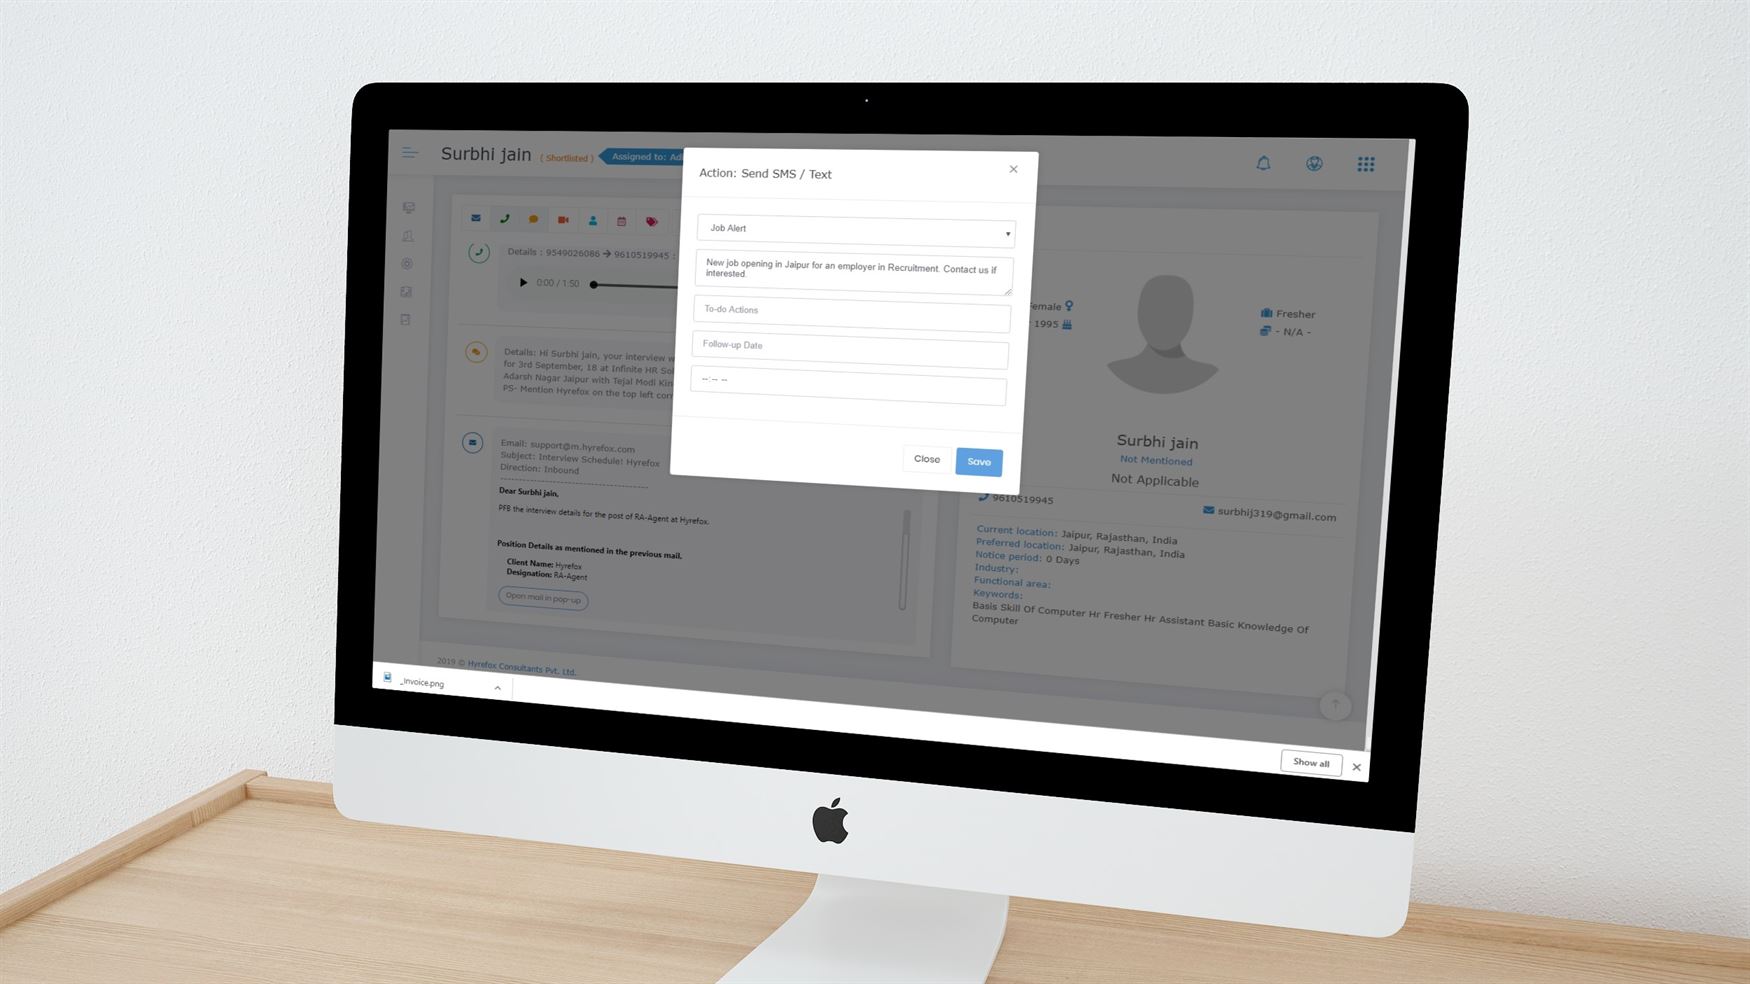 Surbhi jain ( Shortlisted ) Assigned to:
Action: Send SMS / Text
Job Alert
New job opening in Jaipur for an employer in Recruitment. Contact us if
interested.
To-do Actions
Follow-up Date
--:-- --
Close Save
Details : 9549026086 → 9610519945 :
0:00 / 1:50
Details: Hi Surbhi jain, your interview
for 3rd September, 18 at Infinite HR
Adarsh Nagar Jaipur with Tejal Modi
PS- Mention Hyrefox on the top left
Email: support@m.hyrefox.com
Subject: Interview Schedule! Hyrefox
Direction: Inbound
----------------------------------------
Dear Surbhi jain,
PFB the interview details for the post of RA-Agent at Hyrefox.
Position Details as mentioned in the previous mail.
Client Name: Hyrefox
Designation: RA-Agent
Open mail in pop-up
1995
Fresher
- N/A -
Surbhi jain
Not Mentioned
Not Applicable
9610519945
surbhij319@gmail.com
Current location: Jaipur, Rajasthan, India
Preferred location: Jaipur, Rajasthan, India
Notice period: 0 Days
Industry:
Functional area:
Keywords:
Basis Skill Of Computer Hr Fresher Hr Assistant Basic Knowledge Of
Computer
2019 © Hyrefox Consultants Pvt. Ltd.
_Invoice.png
Show all